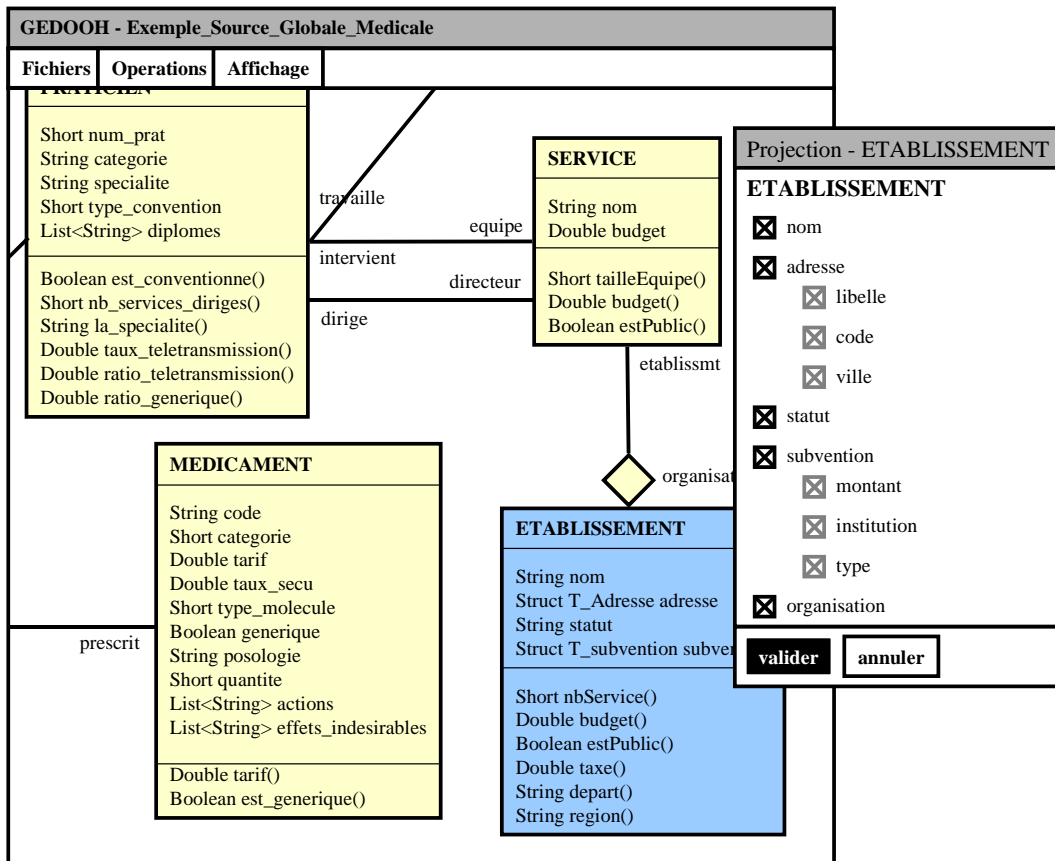 GEDOOH - Exemple_Source_Globale_Medicale
Fichiers Operations Affichage
PRATICIEN
Short num_prat
String categorie
String specialite
Short type_convention
List<String> diplomes
Boolean est_conventionne()
Short nb_services_diriges()
String la_specialite()
Double taux_teletransmission()
Double ratio_teletransmission()
Double ratio_generique()
travaille
equipe
intervient
directeur
dirige
SERVICE
String nom
Double budget
Short tailleEquipe()
Double budget()
Boolean estPublic()
etablissmt
organisat
MEDICAMENT
String code
Short categorie
Double tarif
Double taux_secu
Short type_molecule
Boolean generique
String posologie
Short quantite
List<String> actions
List<String> effets_indesirables
Double tarif()
Boolean est_generique()
prescrit
ETABLISSEMENT
String nom
Struct T_Adresse adresse
String statut
Struct T_subvention subven
Short nbService()
Double budget()
Boolean estPublic()
Double taxe()
String depart()
String region()
Projection - ETABLISSEMENT
ETABLISSEMENT
nom
adresse
libelle
code
ville
statut
subvention
montant
institution
type
organisation
valider annuler